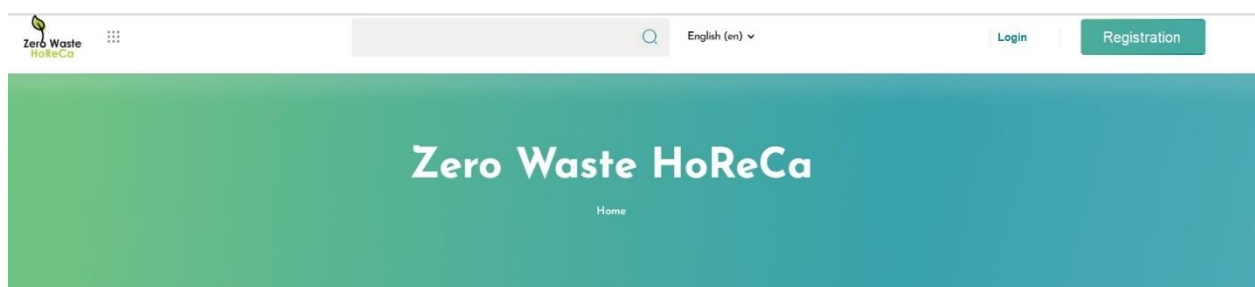 Zero Waste
HoReCa
English (en)
Login
Registration
Zero Waste HoReCa
Home